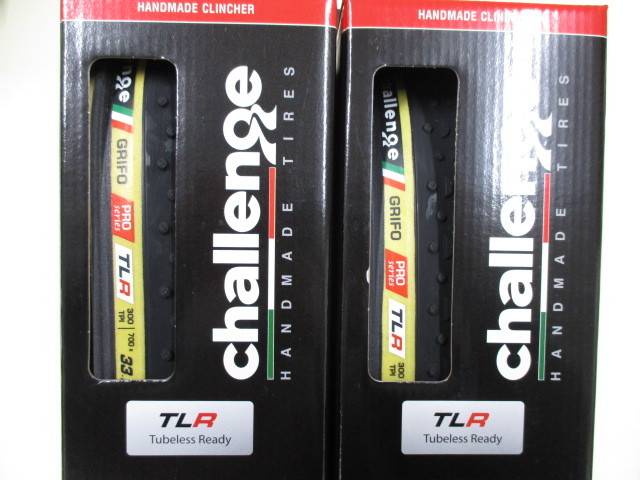 HANDMADE CLINCHER
challenge
GRIFO
PRO
series
TLR
300
TPI
700 x
33
challenge
HANDMADE TIRES
TLR
Tubeless Ready
HANDMADE CLINCHER
challenge
GRIFO
PRO
series
TLR
300
TPI
challenge
HANDMADE TIRES
TLR
Tubeless Ready